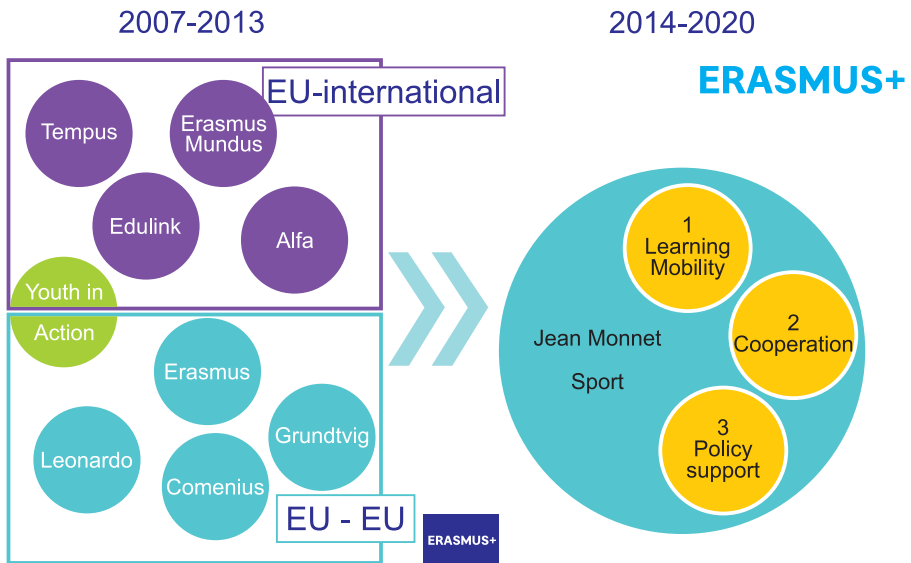 2007-2013
2014-2020
EU-international
ERASMUS+
Tempus
Erasmus
Mundus
Edulink
Alfa
Youth in
Action
Erasmus
Grundtvig
Leonardo
Comenius
EU - EU
ERASMUS+
1
Learning
Mobility
2
Cooperation
Jean Monnet
Sport
3
Policy
support